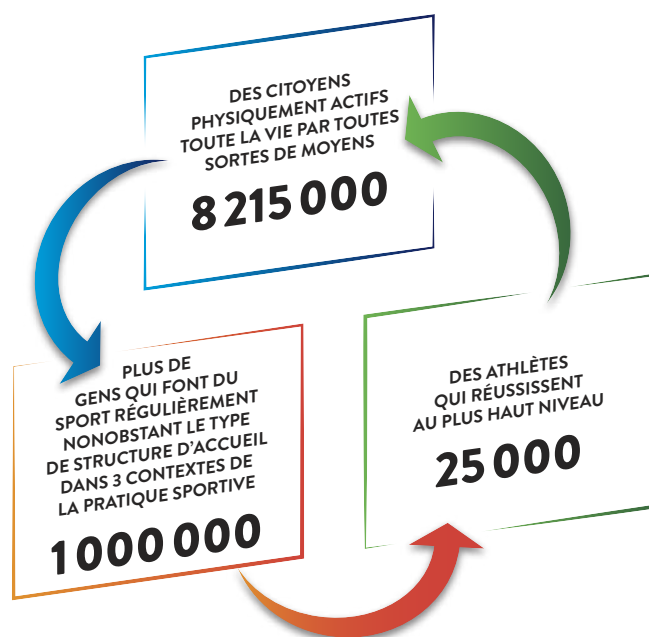 DES CITOYENS
PHYSIQUEMENT ACTIFS
TOUTE LA VIE PAR TOUTES
SORTES DE MOYENS
8 215 000
PLUS DE
GENS QUI FONT DU
SPORT RÉGULIÈREMENT
NONOBSTANT LE TYPE
DE STRUCTURE D'ACCUEIL
DANS 3 CONTEXTES DE
LA PRATIQUE SPORTIVE
1 000 000
DES ATHLÈTES
QUI RÉUSSISSENT
AU PLUS HAUT NIVEAU
25 000